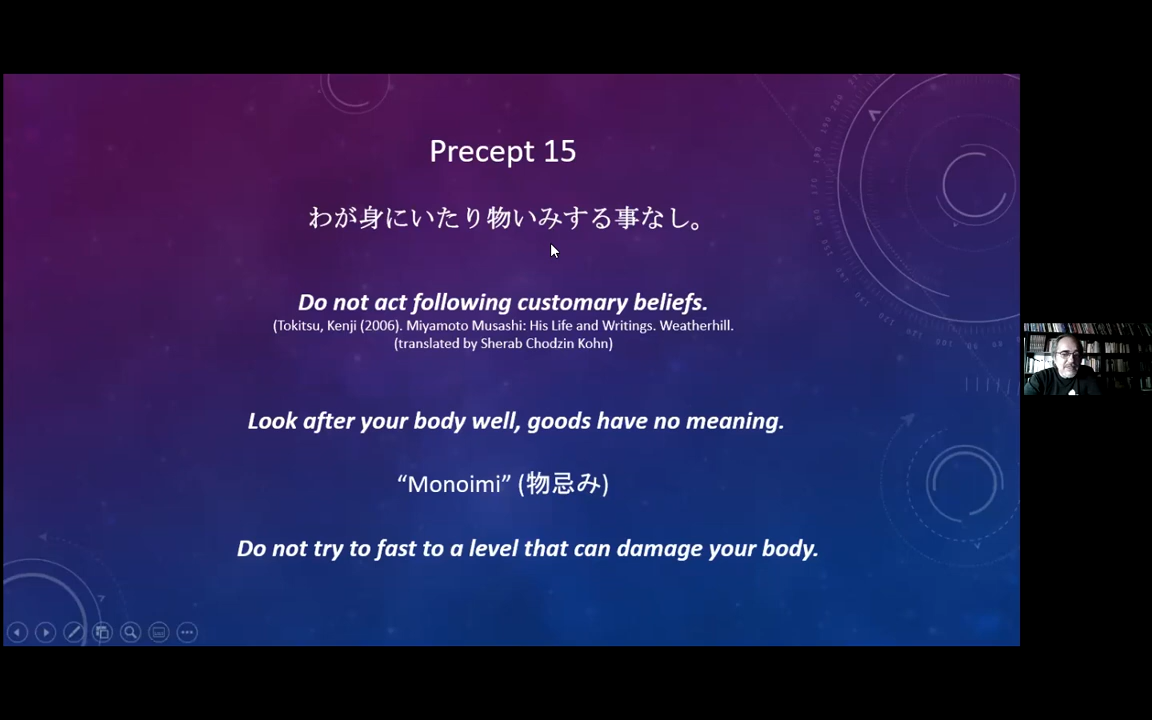 Precept 15
わが身にいたり物いみする事なし。
Do not act following customary beliefs.
(Tokitsu, Kenji (2006). Miyamoto Musashi: His Life and Writings. Weatherhill.
(translated by Sherab Chodzin Kohn)
Look after your body well, goods have no meaning.
“Monoimi” (物忌み)
Do not try to fast to a level that can damage your body.